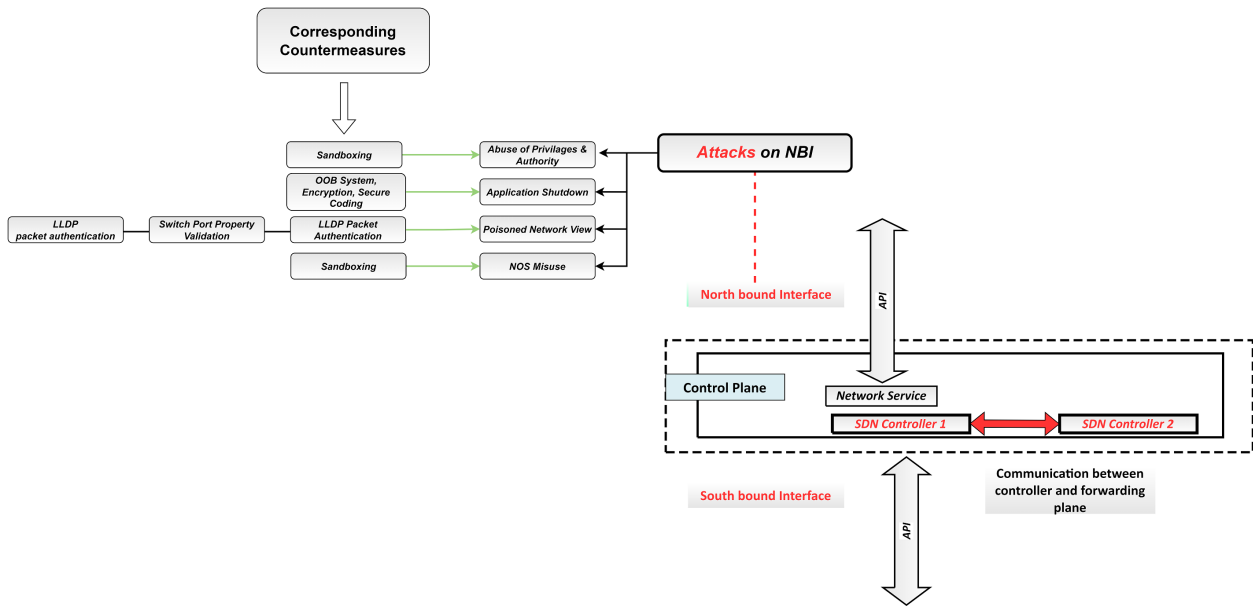 Corresponding
Countermeasures
Sandboxing
Abuse of Privilages &
Authority
Attacks on NBI
OOB System,
Encryption, Secure
Coding
Application Shutdown
LLDP
packet authentication
Switch Port Property
Validation
LLDP Packet
Authentication
Poisoned Network View
Sandboxing
NOS Misuse
North bound Interface
API
Control Plane
Network Service
SDN Controller 1
SDN Controller 2
South bound Interface
Communication between
controller and forwarding
plane
API